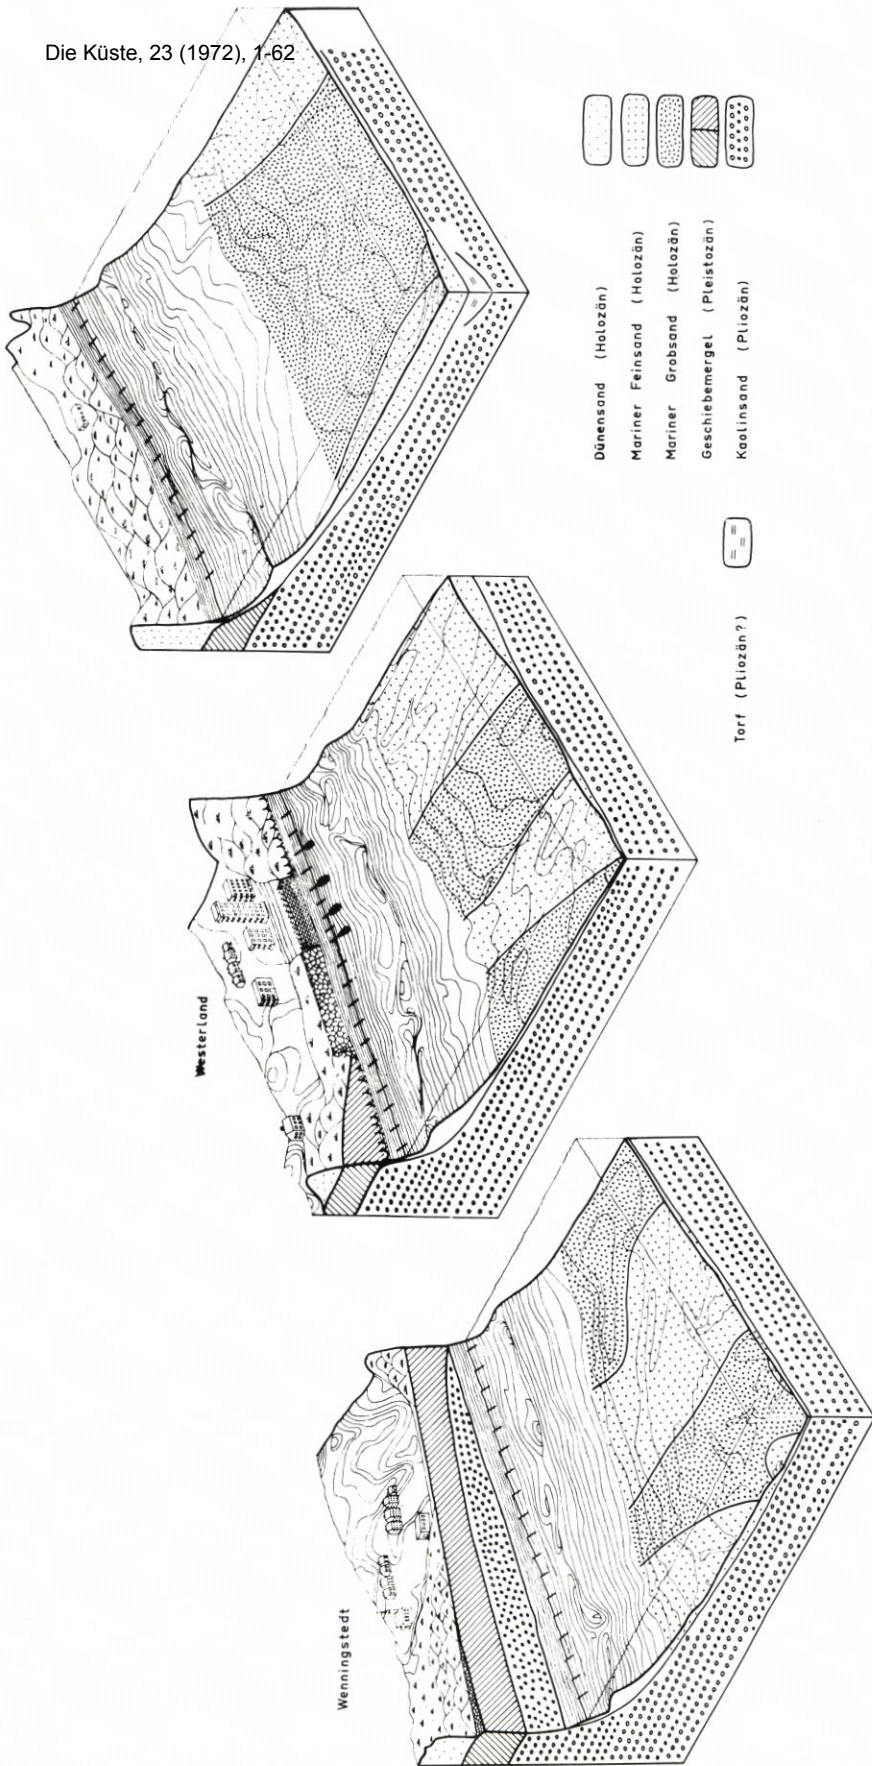 Die Küste, 23 (1972), 1-62
Wenningstedt
Westerland
Dünensand (Holozän)
Mariner Feinsand (Holozän)
Mariner Grobsand (Holozän)
Geschiebemergel (Pleistozän)
Kaolinsand (Pliozän)
Torf (Pliozän?)